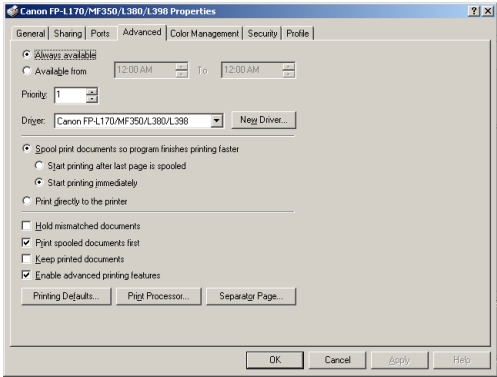 Canon FP-L170/MF350/L380/L398 Properties
General Sharing Ports Advanced Color Management Security Profile
Always available
Available from 12:00 AM To 12:00 AM
Priority: 1
Driver: Canon FP-L170/MF350/L380/L398 New Driver...
Spool print documents so program finishes printing faster
Start printing after last page is spooled
Start printing immediately
Print directly to the printer
Hold mismatched documents
Print spooled documents first
Keep printed documents
Enable advanced printing features
Printing Defaults... Print Processor... Separator Page...
OK Cancel Apply Help